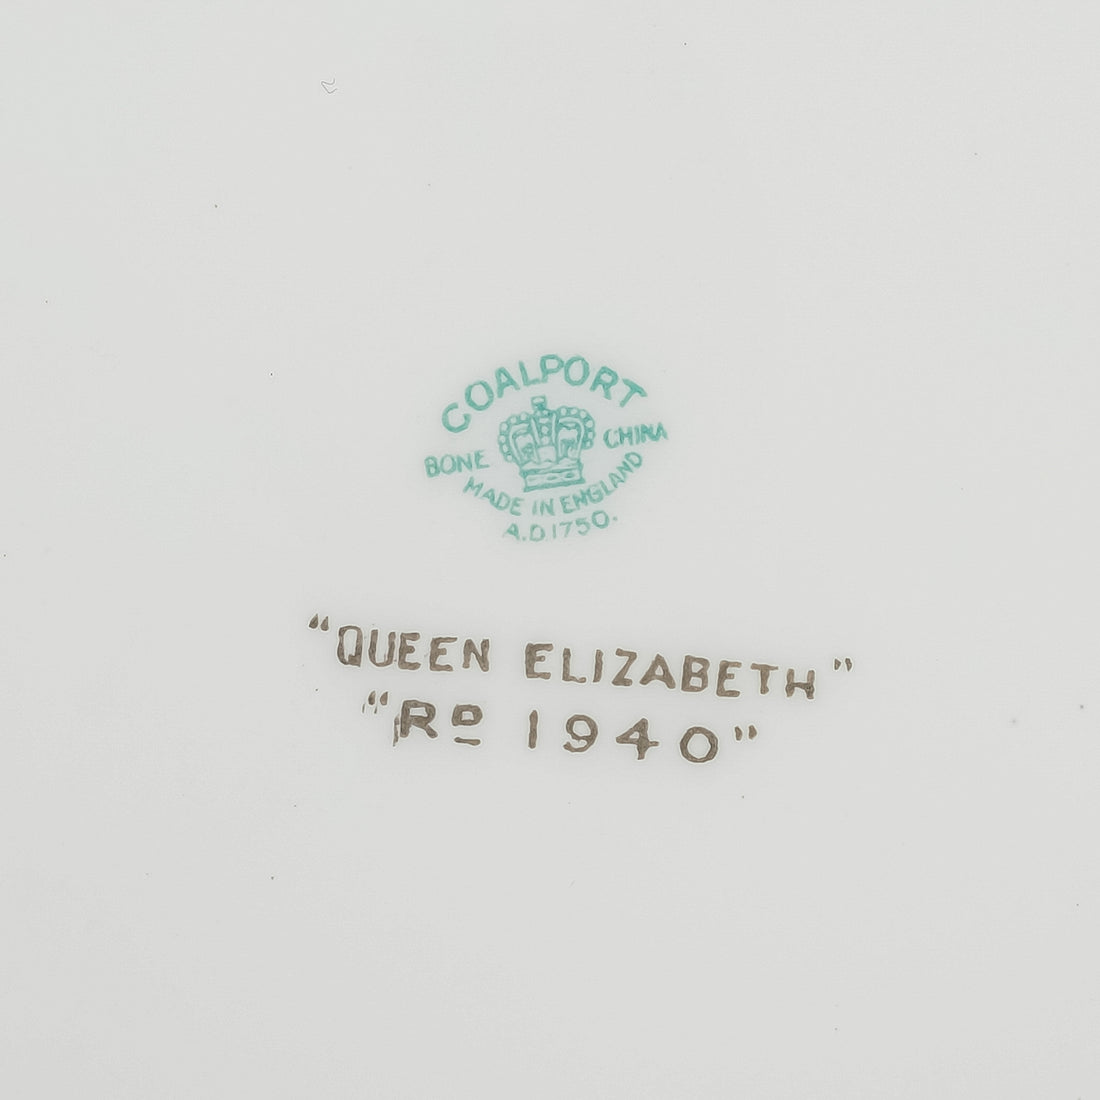 COALPORT
BONE CHINA
MADE IN ENGLAND
A.D.1750.
"QUEEN ELIZABETH"
"Rº 1940"